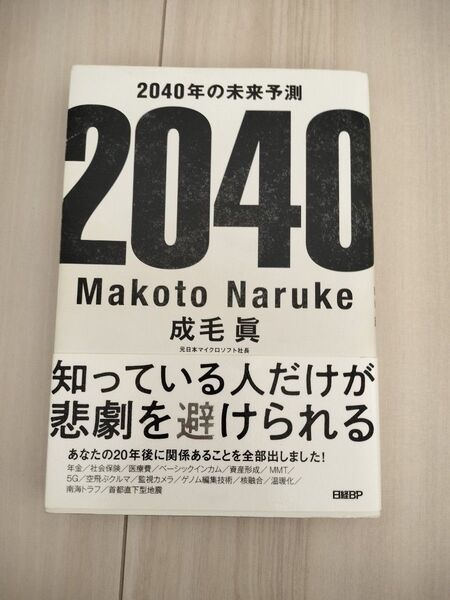 2040年の未来予測
2040
Makoto Naruke
成毛 眞
元日本マイクロソフト社長
知っている人だけが
悲劇を避けられる
あなたの20年後に関係あることを全部出しました!
年金/社会保険/医療費/ベーシックインカム/資産形成/MMT/
5G/空飛ぶクルマ/監視カメラ/ゲノム編集技術/核融合/温暖化/
南海トラフ/首都直下型地震
日経BP